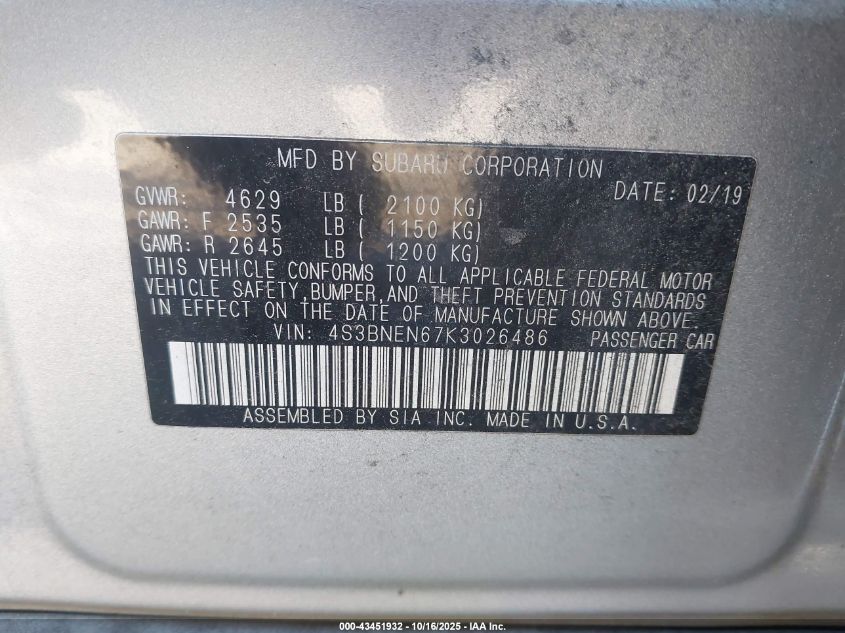 MFD BY SUBARU CORPORATION
DATE: 02/19
GVWR: 4629 LB ( 2100 KG)
GAWR: F 2535 LB ( 1150 KG)
GAWR: R 2645 LB ( 1200 KG)
THIS VEHICLE CONFORMS TO ALL APPLICABLE FEDERAL MOTOR
VEHICLE SAFETY,BUMPER,AND THEFT PREVENTION STANDARDS
IN EFFECT ON THE DATE OF MANUFACTURE SHOWN ABOVE.
VIN: 4S3BNEN67K3026486 PASSENGER CAR
ASSEMBLED BY SIA INC. MADE IN U.S.A.
000-43451932 - 10/16/2025 - IAA Inc.